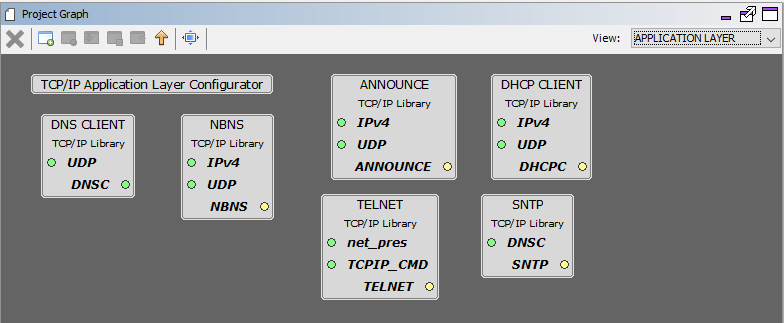 Project Graph
View:
APPLICATION LAYER
TCP/IP Application Layer Configurator
DNS CLIENT
TCP/IP Library
UDP
DNSC
NBNS
TCP/IP Library
IPv4
UDP
NBNS
ANNOUNCE
TCP/IP Library
IPv4
UDP
ANNOUNCE
DHCP CLIENT
TCP/IP Library
IPv4
UDP
DHCPC
TELNET
TCP/IP Library
net_pres
TCPIP_CMD
TELNET
SNTP
TCP/IP Library
DNSC
SNTP